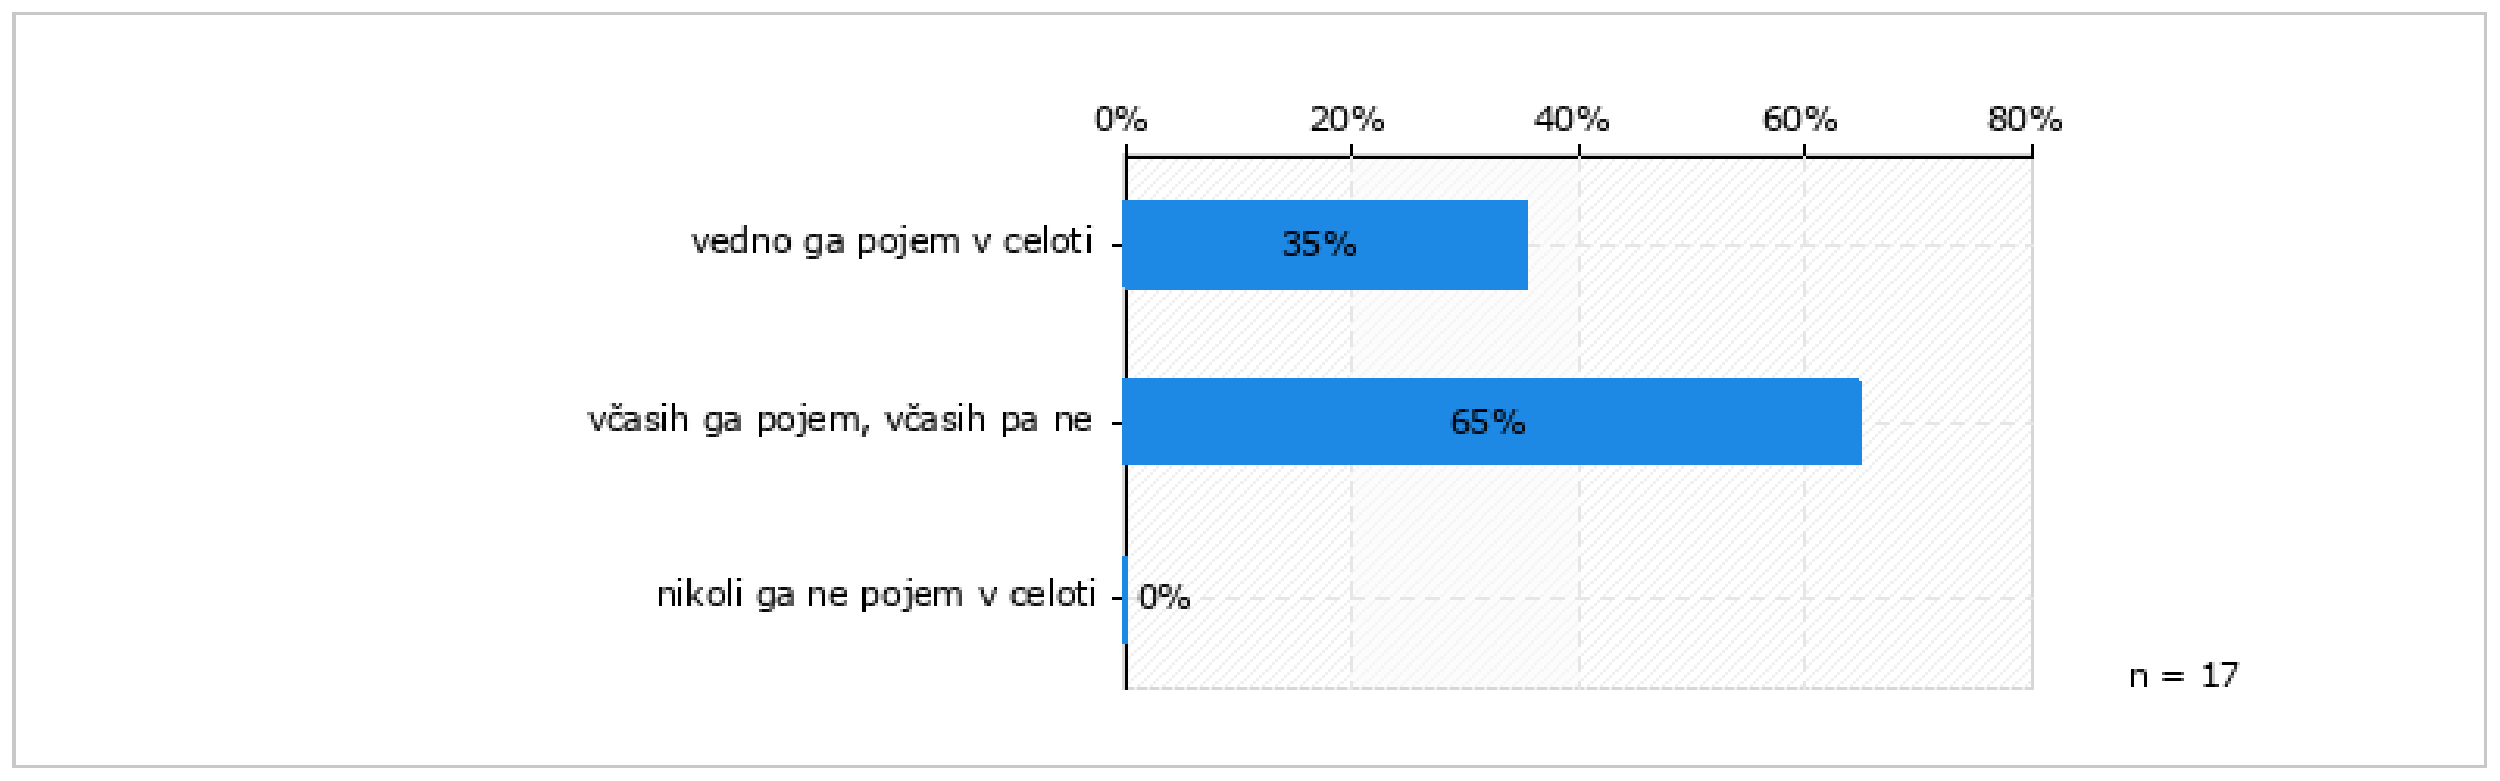 0% 20% 40% 60% 80%
vedno ga pojem v celoti 35%
včasih ga pojem, včasih pa ne 65%
nikoli ga ne pojem v celoti 0%
n = 17